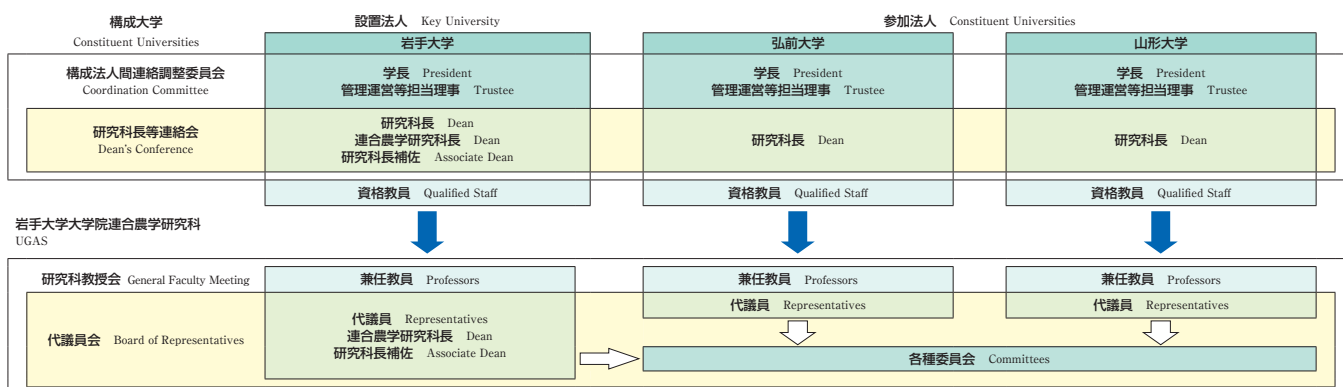 構成大学
Constituent Universities
設置法人 Key University
参加法人 Constituent Universities
岩手大学
弘前大学
山形大学
構成法人間連絡調整委員会
Coordination Committee
学長 President
管理運営等担当理事 Trustee
学長 President
管理運営等担当理事 Trustee
学長 President
管理運営等担当理事 Trustee
研究科長等連絡会
Dean's Conference
研究科長 Dean
連合農学研究科長 Dean
研究科長補佐 Associate Dean
研究科長 Dean
研究科長 Dean
資格教員 Qualified Staff
資格教員 Qualified Staff
資格教員 Qualified Staff
岩手大学大学院連合農学研究科
UGAS
研究科教授会 General Faculty Meeting
兼任教員 Professors
兼任教員 Professors
兼任教員 Professors
代議員会 Board of Representatives
代議員 Representatives
連合農学研究科長 Dean
研究科長補佐 Associate Dean
代議員 Representatives
代議員 Representatives
各種委員会 Committees